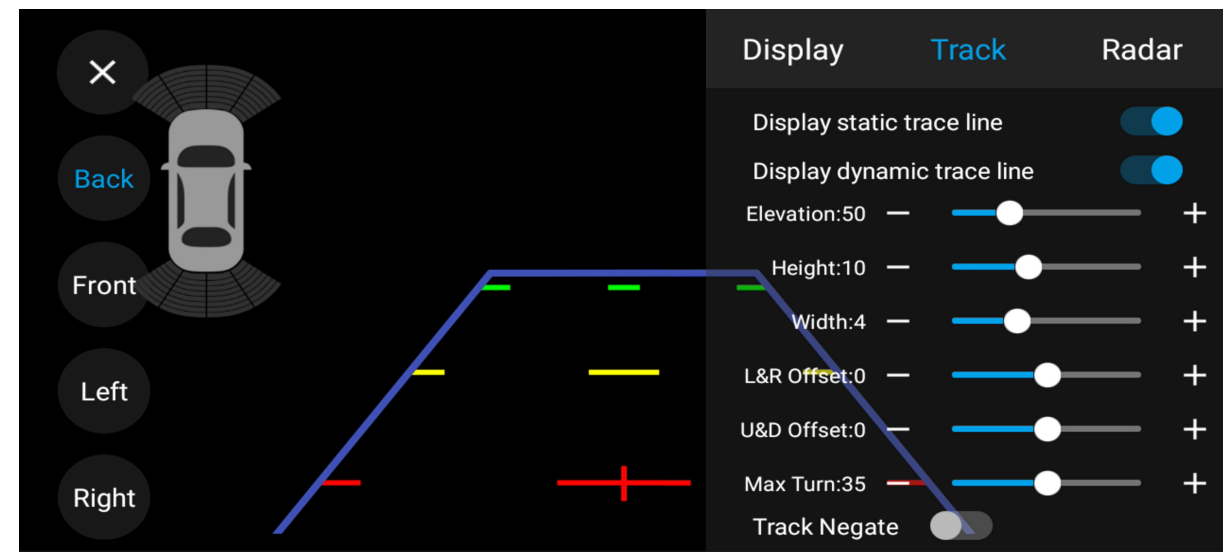 Display Track Radar
Back
Front
Left
Right
Display static trace line
Display dynamic trace line
Elevation:50
Height:10
Width:4
L&R Offset:0
U&D Offset:0
Max Turn:35
Track Negate